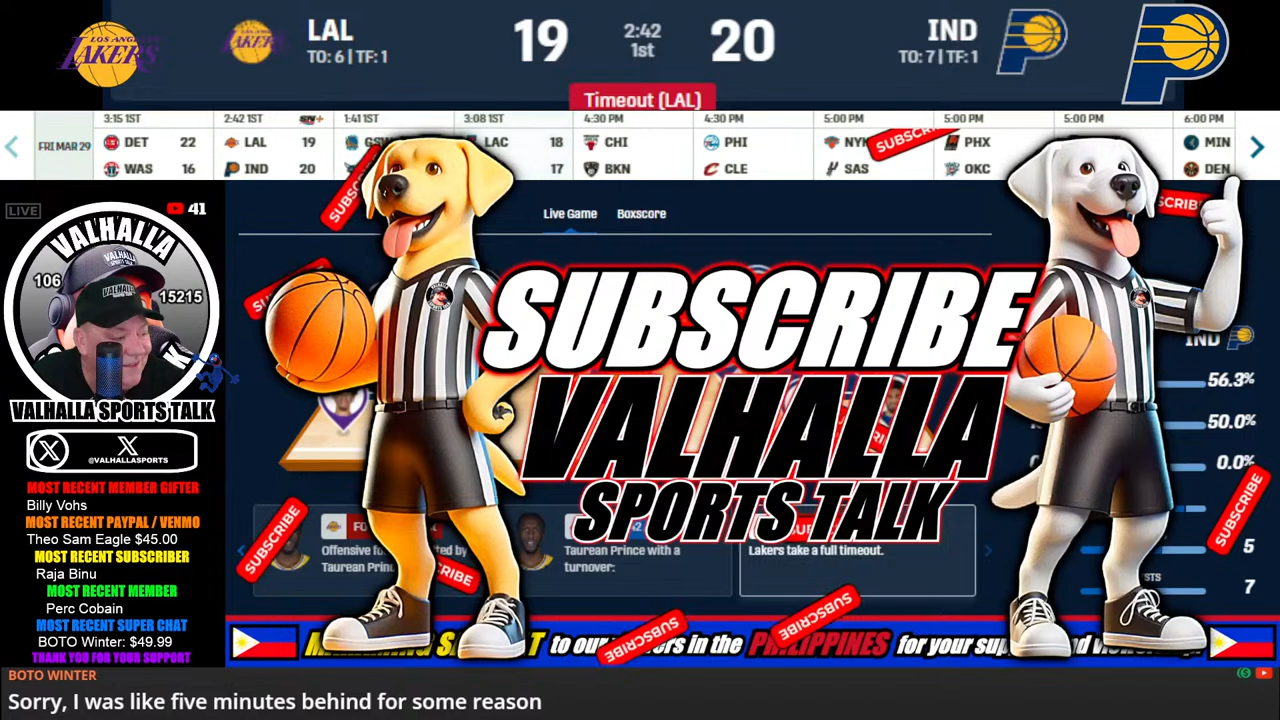 LOS ANGELES
LAKERS
LAKERS
LAL
TO: 6 | TF: 1
19
2:42
1st
20
IND
TO: 7 | TF: 1
Timeout (LAL)
FRI MAR 29
3:15 1ST
DET 22
WAS 16
2:42 1ST
LAL 19
IND 20
1:41 1ST
GSW
3:08 1ST
LAC 18
17
4:30 PM
CHI
BKN
4:30 PM
PHI
CLE
5:00 PM
NYK
SAS
5:00 PM
PHX
OKC
5:00 PM
6:00 PM
MIN
DEN
LIVE
41
VALHALLA
106
15215
VALHALLA
VALHALLA SPORTS TALK
X
X
@VALHALLASPORTS
MOST RECENT MEMBER GIFTER
Billy Vohs
MOST RECENT PAYPAL / VENMO
Theo Sam Eagle $45.00
MOST RECENT SUBSCRIBER
Raja Binu
MOST RECENT MEMBER
Perc Cobain
MOST RECENT SUPER CHAT
BOTO Winter: $49.99
THANK YOU FOR YOUR SUPPORT
Live Game
Boxscore
SUBSCRIBE
VALHALLA
SPORTS TALK
SUBSCRIBE
SUBSCRIBE
SUBSCRIBE
SUBSCRIBE
IND
56.3%
50.0%
0.0%
5
7
Taurean Prince with a
turnover:
Lakers take a full timeout.
to our in the PHILIPPINES for your
BOTO WINTER
Sorry, I was like five minutes behind for some reason